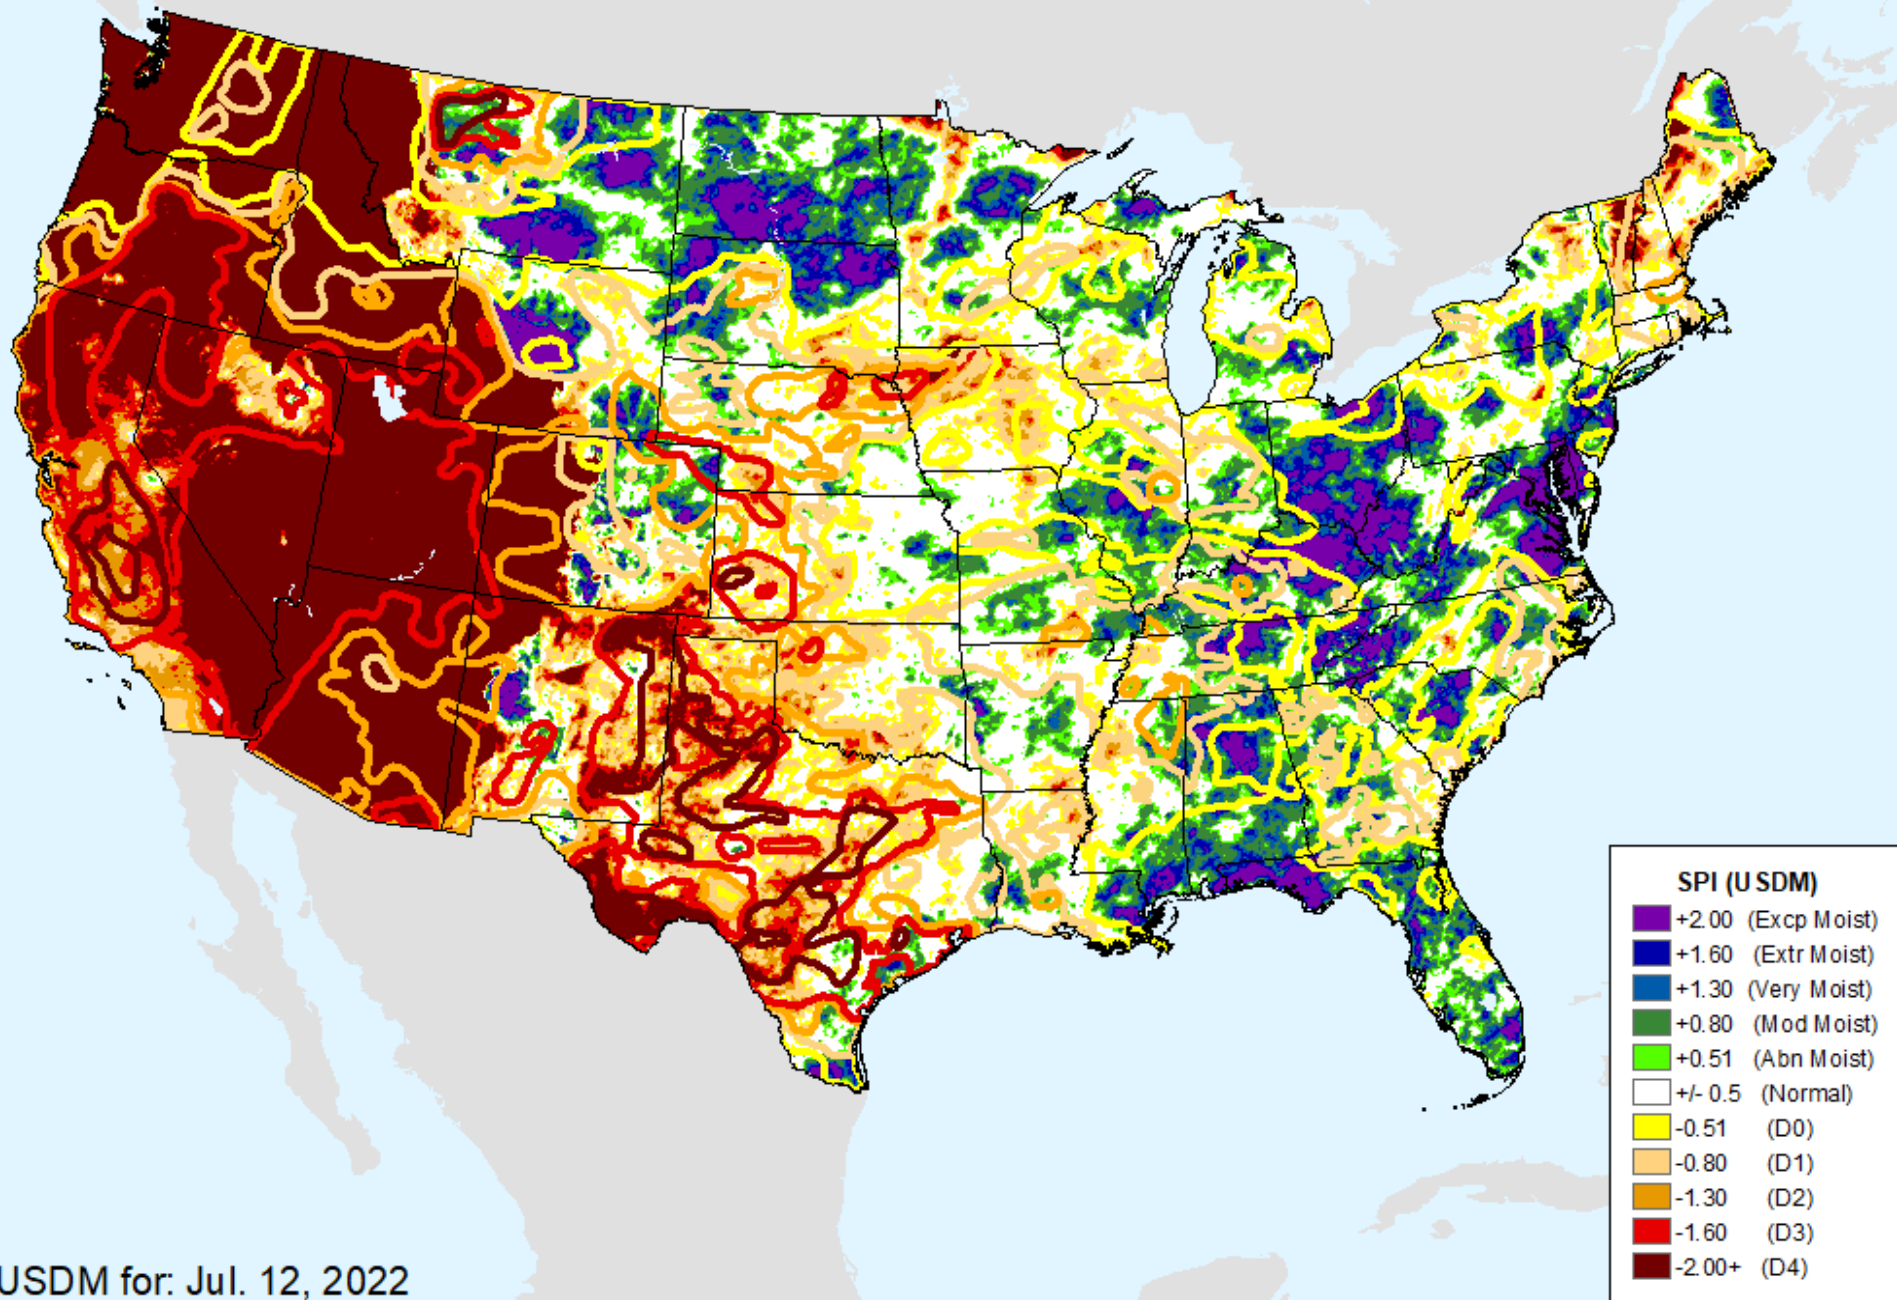 SPI (USDM)
+2.00 (Excp Moist)
+1.60 (Extr Moist)
+1.30 (Very Moist)
+0.80 (Mod Moist)
+0.51 (Abn Moist)
+/- 0.5 (Normal)
-0.51 (D0)
-0.80 (D1)
-1.30 (D2)
-1.60 (D3)
-2.00+ (D4)
USDM for: Jul. 12, 2022